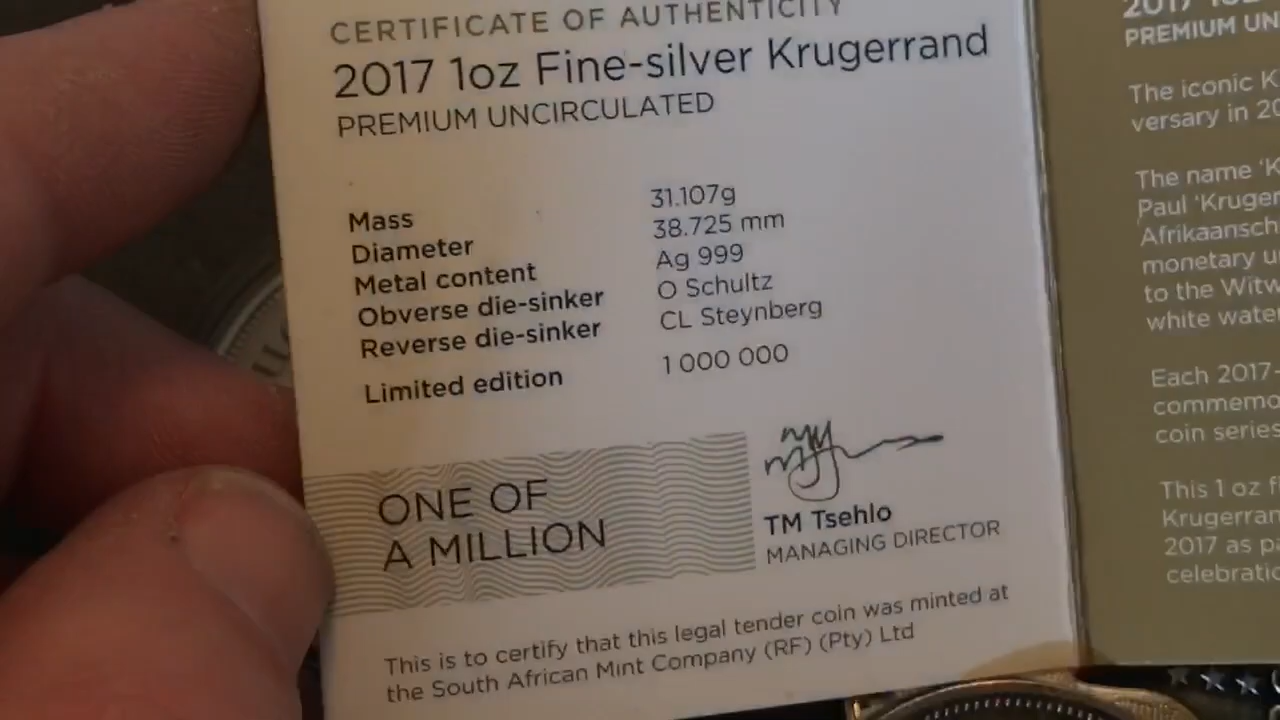 CERTIFICATE OF AUTHENTICITY
2017 1oz Fine-silver Krugerrand
PREMIUM UNCIRCULATED
Mass 31.107g
Diameter 38.725 mm
Metal content Ag 999
Obverse die-sinker O Schultz
Reverse die-sinker CL Steynberg
Limited edition 1 000 000
ONE OF
A MILLION
TM Tsehlo
MANAGING DIRECTOR
This is to certify that this legal tender coin was minted at
the South African Mint Company (RF) (Pty) Ltd
2017
PREMIUM UN
The iconic K
versary in 20
The name ‘K
Paul ‘Kruger
Afrikaansch
monetary u
to the Witw
white water
Each 2017-
commemo
coin series
This 1 oz f
Krugerran
2017 as pa
celebratic